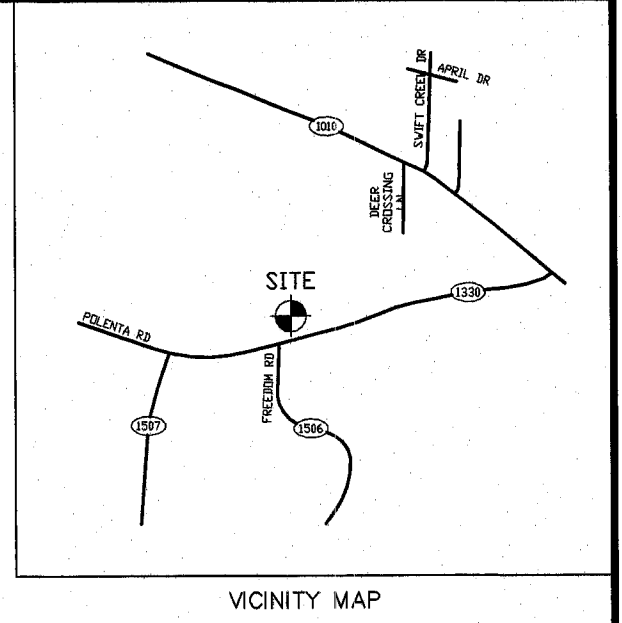 SWIFT CREEK DR
APRIL DR
1010
DEER
CROSSING
LN
SITE
1330
POLENTA RD
FREEDOM RD
1507
1506
VICINITY MAP